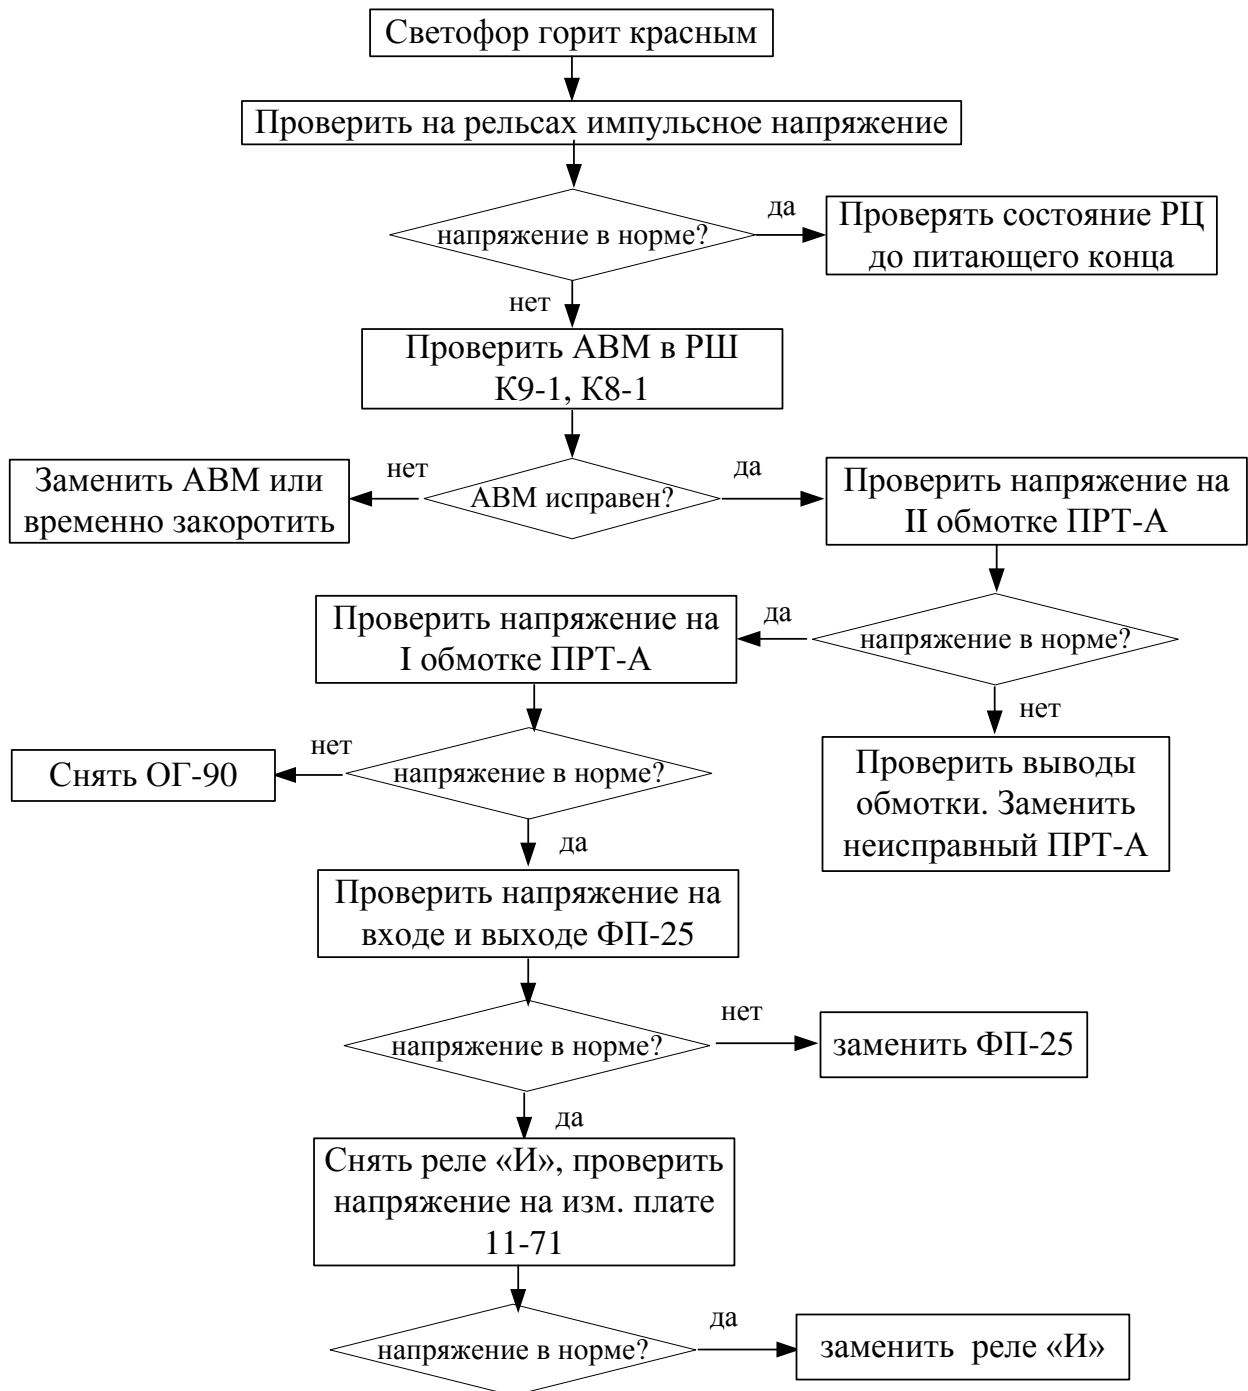 Светофор горит красным
Проверить на рельсах импульсное напряжение
напряжение в норме?
да
Проверять состояние РЦ
до питающего конца
нет
Проверить АВМ в РШ
К9-1, К8-1
АВМ исправен?
нет
Заменить АВМ или
временно закоротить
да
Проверить напряжение на
II обмотке ПРТ-А
напряжение в норме?
да
Проверить напряжение на
I обмотке ПРТ-А
нет
Проверить выводы
обмотки. Заменить
неисправный ПРТ-А
напряжение в норме?
нет
Снять ОГ-90
да
Проверить напряжение на
входе и выходе ФП-25
напряжение в норме?
нет
заменить ФП-25
да
Снять реле «И», проверить
напряжение на изм. плате
11-71
напряжение в норме?
да
заменить реле «И»